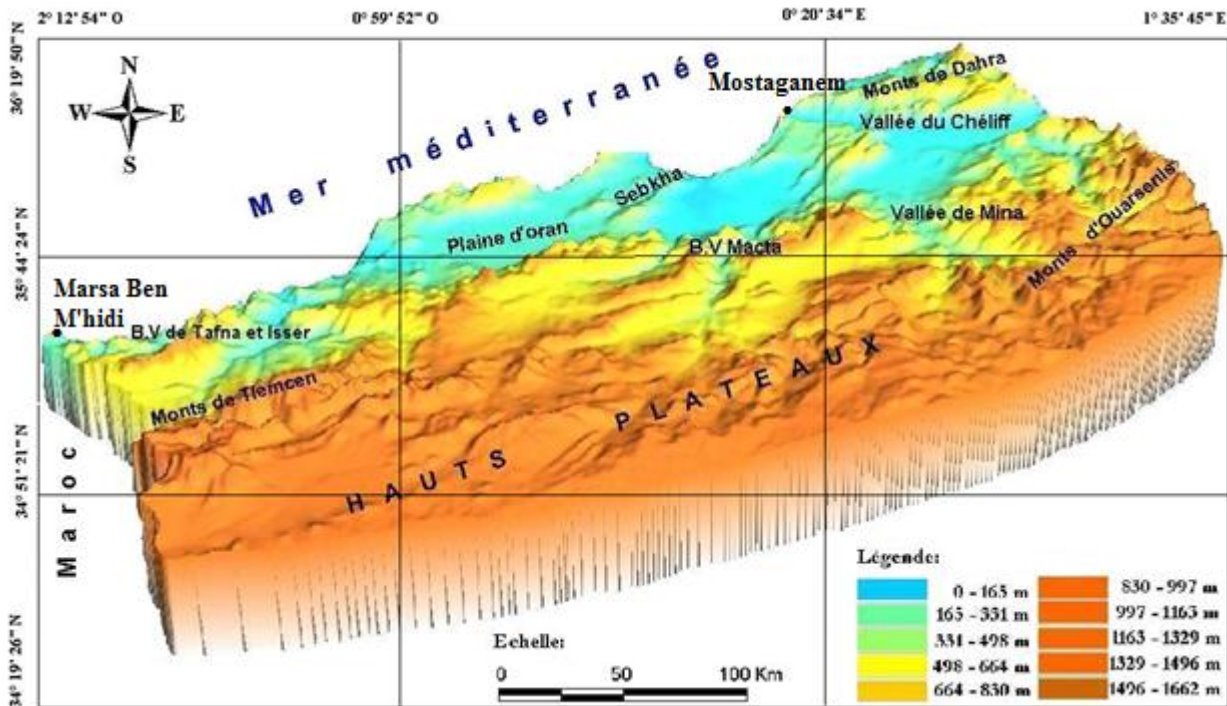 2° 12' 54'' O
0° 59' 52'' O
0° 20' 34'' E
1° 35' 45'' E
36° 19' 50'' N
35° 44' 24'' N
34° 51' 21'' N
34° 19' 26'' N
N
W E
S
Mer méditerranée
Mostaganem
Monts de Dahra
Vallée du Chéliff
Sebkha
Plaine d'oran
Vallée de Mina
Monts d'Ouarsenis
B.V Macta
Marsa Ben
M'hidi
B.V de Tafna et Isser
Monts de Tlemcen
HAUTS PLATEAUX
Maroc
Echelle:
0 50 100 Km
Légende:
0 - 165 m
165 - 331 m
331 - 498 m
498 - 664 m
664 - 830 m
830 - 997 m
997 - 1163 m
1163 - 1329 m
1329 - 1496 m
1496 - 1662 m